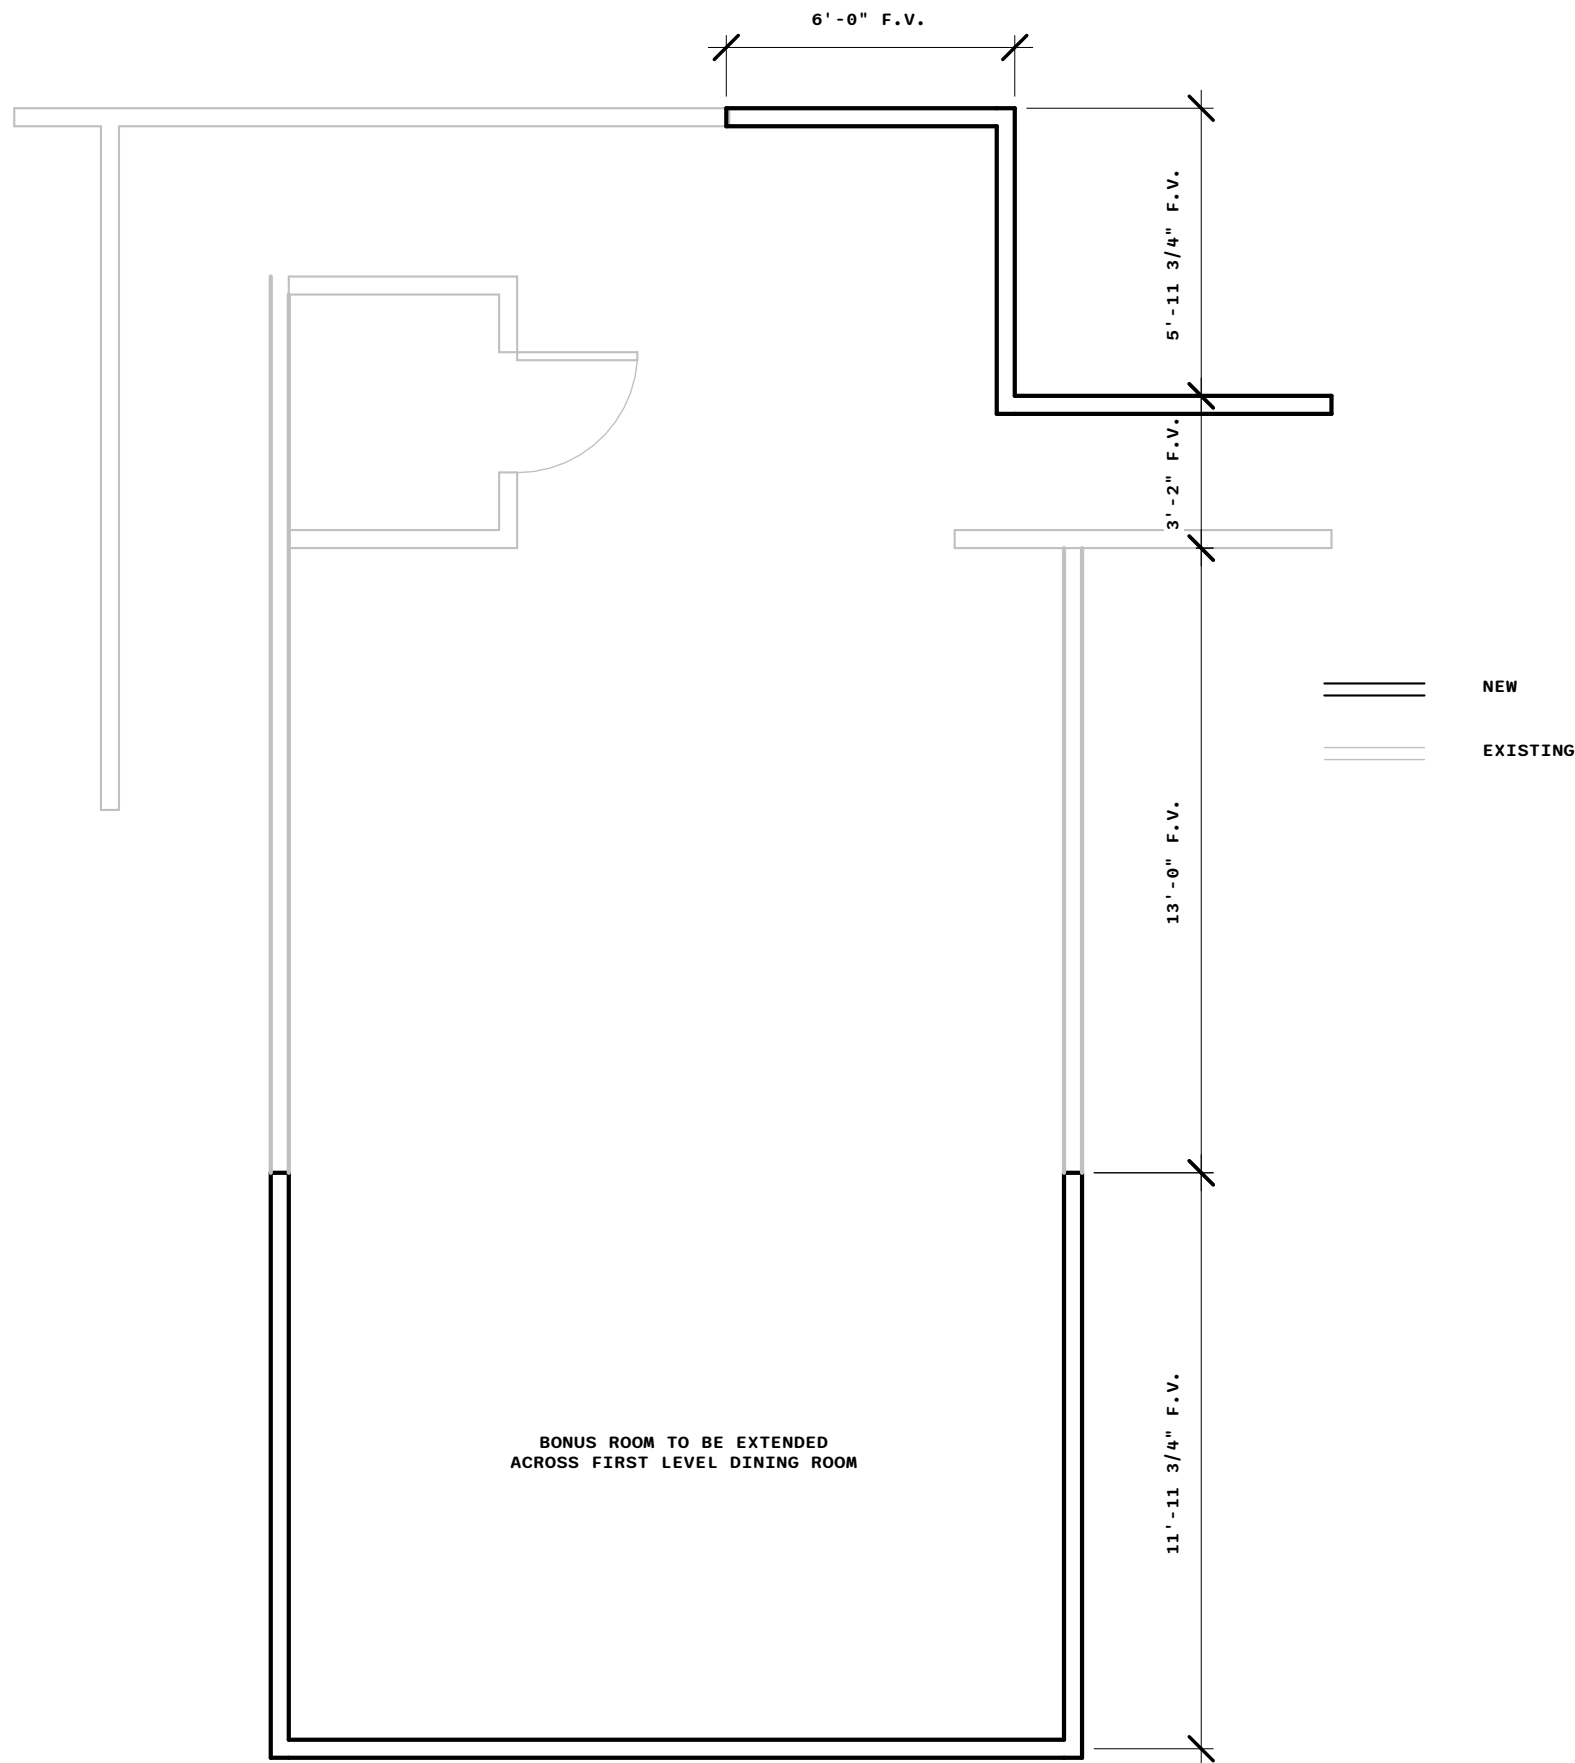 6'-0" F.V.
5'-11 3/4" F.V.
3'-2" F.V.
NEW
EXISTING
13'-0" F.V.
BONUS ROOM TO BE EXTENDED
ACROSS FIRST LEVEL DINING ROOM
11'-11 3/4" F.V.